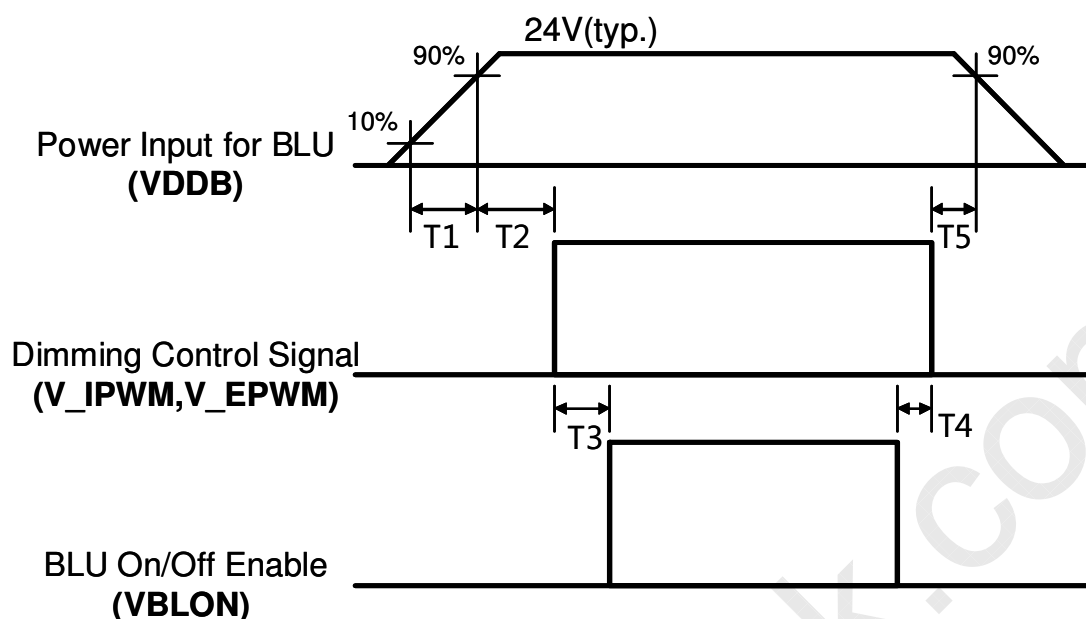 24V(typ.)
90%
90%
10%
Power Input for BLU
(VDDB)
T1
T2
T5
Dimming Control Signal
(V_IPWM,V_EPWM)
T3
T4
BLU On/Off Enable
(VBLON)
k.com